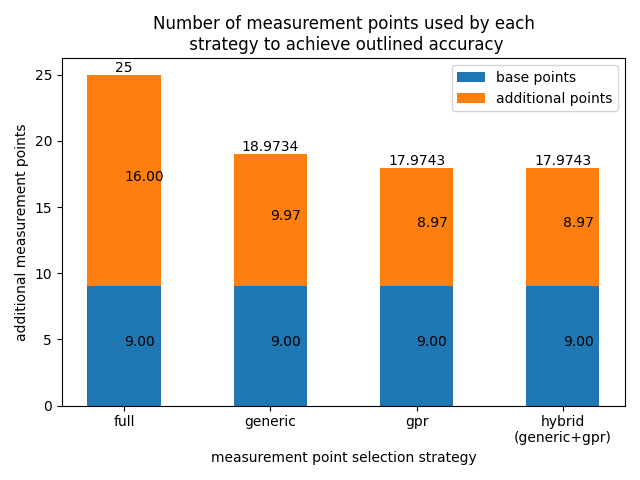 Number of measurement points used by each
strategy to achieve outlined accuracy
base points
additional points
additional measurement points
25
20
15
10
5
0
25
18.9734
17.9743
17.9743
16.00
9.97
8.97
8.97
9.00
9.00
9.00
9.00
full
generic
gpr
hybrid
(generic+gpr)
measurement point selection strategy